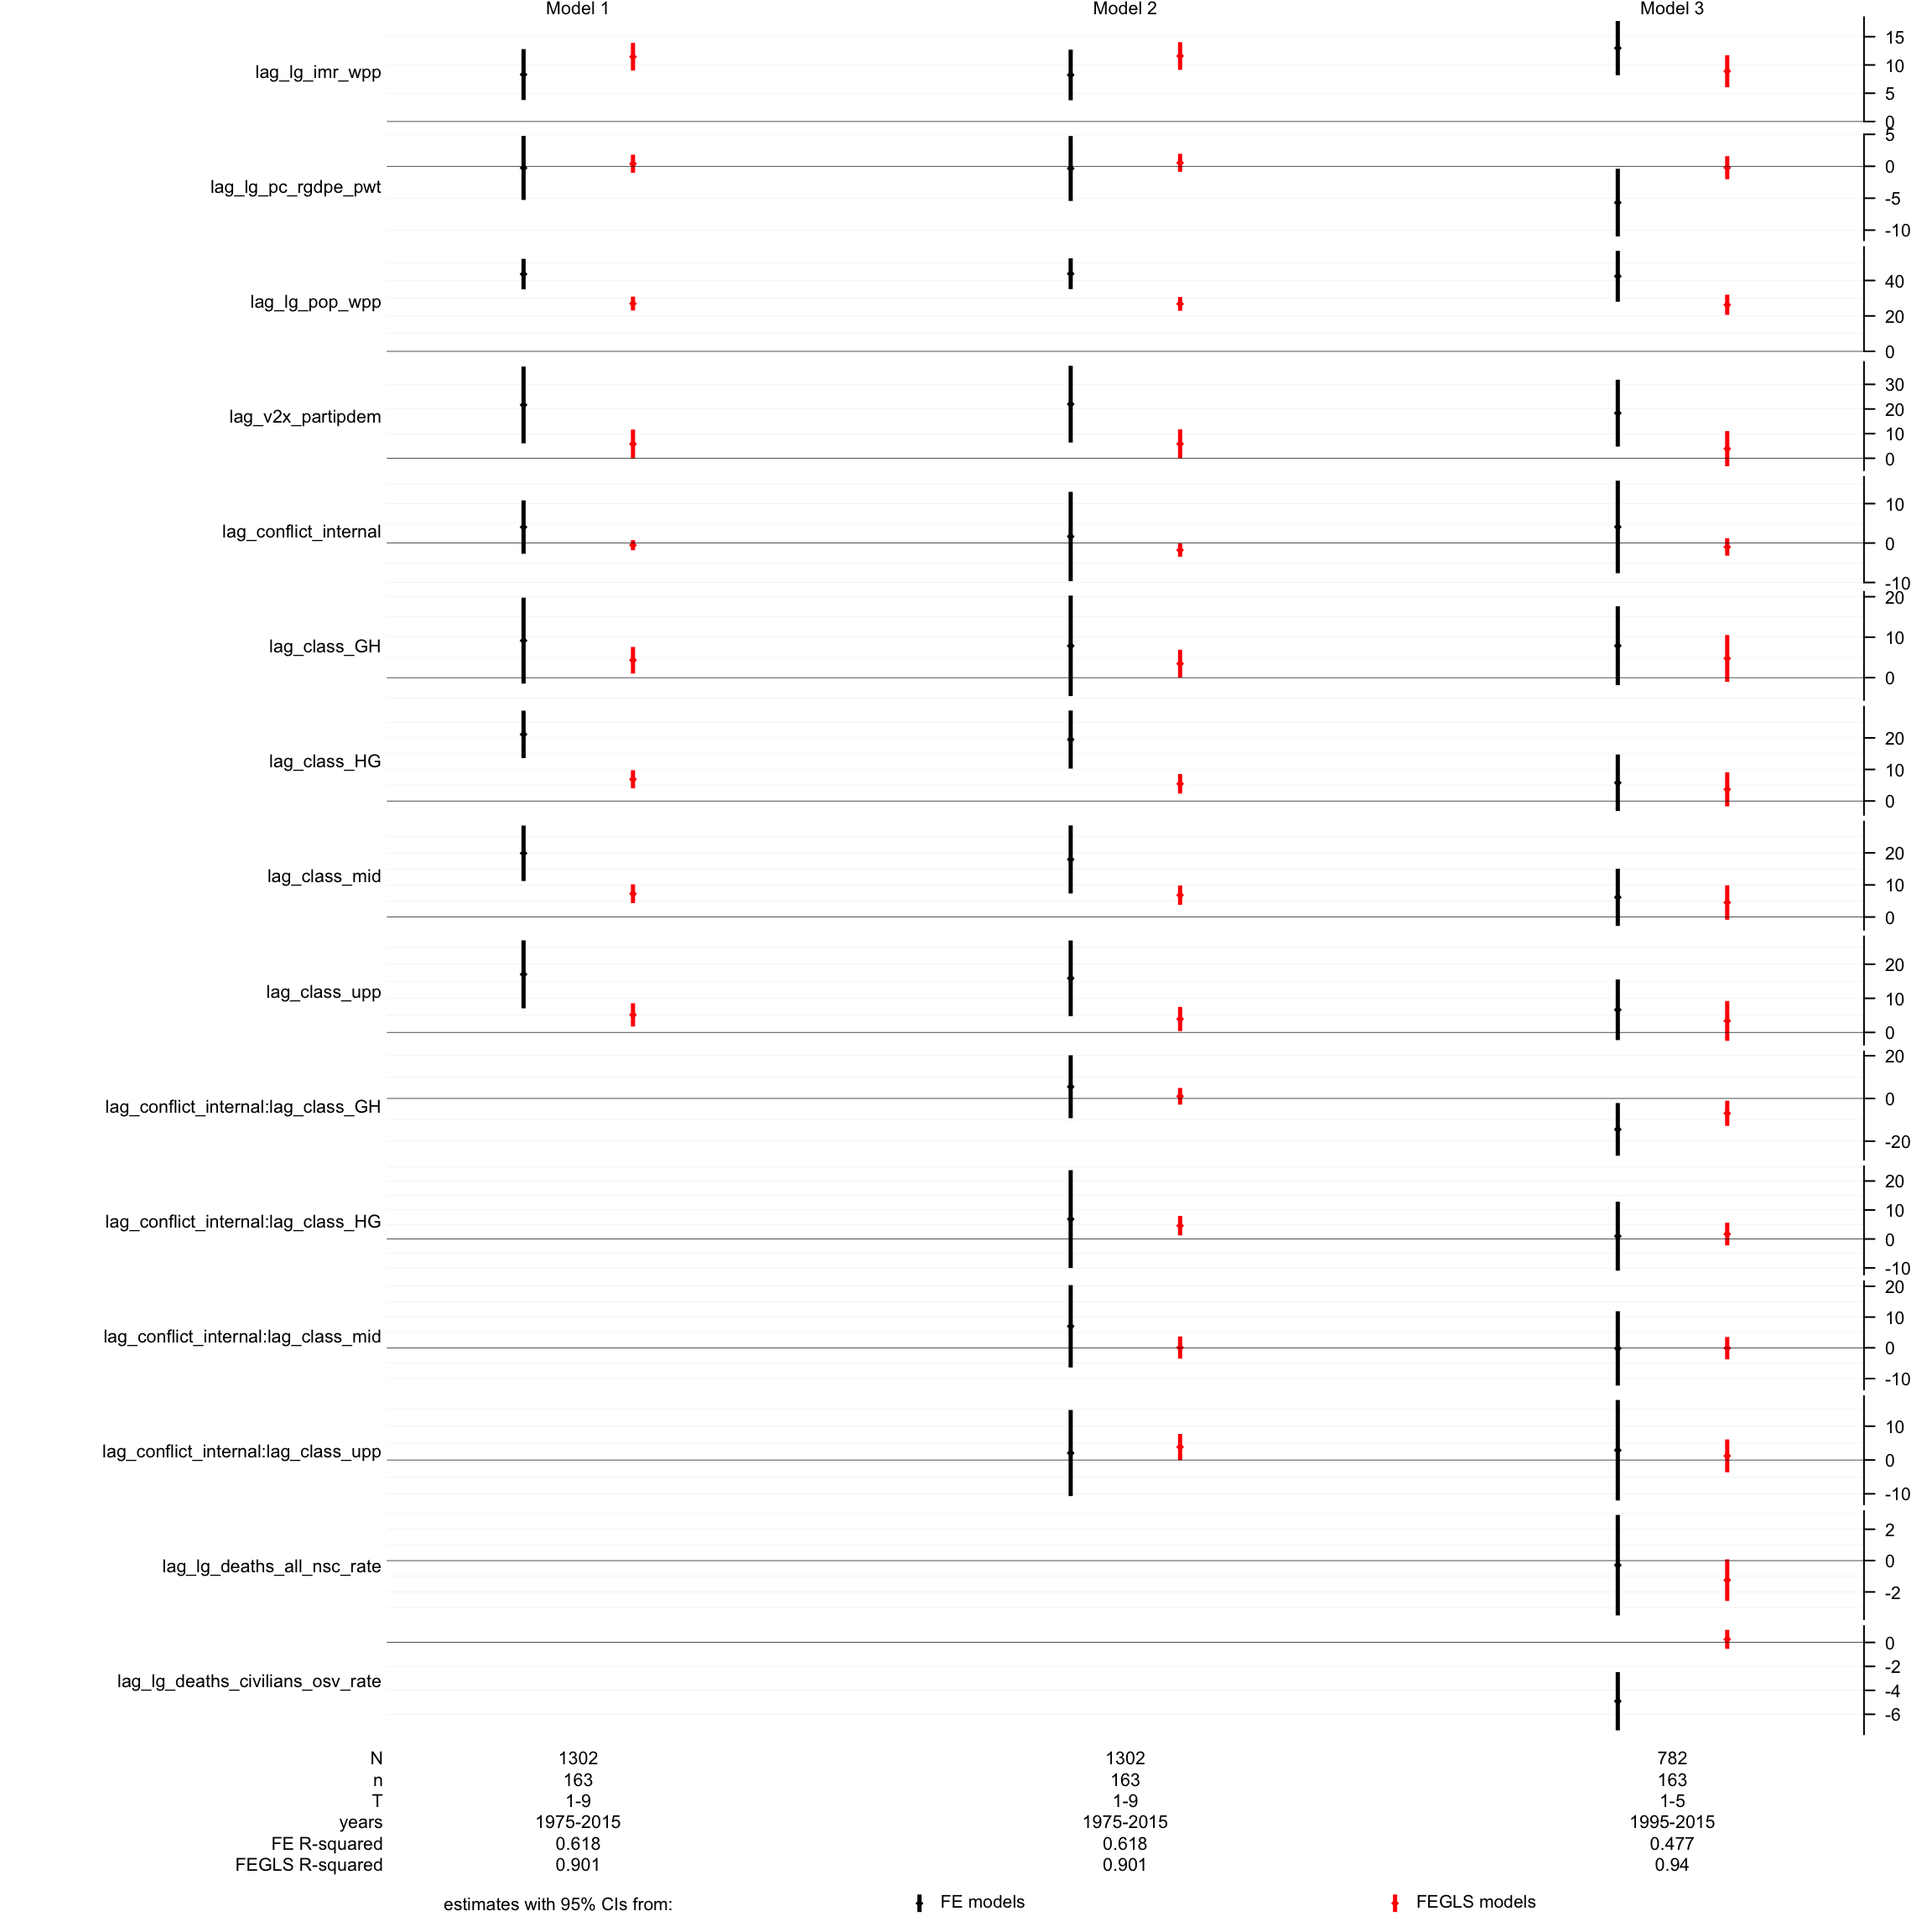 Model 1 Model 2 Model 3
lag_lg_imr_wpp
15
10
5
0
lag_lg_pc_rgdpe_pwt
5
0
-5
-10
lag_lg_pop_wpp
40
20
0
lag_v2x_partipdem
30
20
10
0
lag_conflict_internal
10
0
-10
lag_class_GH
20
10
0
lag_class_HG
20
10
0
lag_class_mid
20
10
0
lag_class_upp
20
10
0
lag_conflict_internal:lag_class_GH
20
0
-20
lag_conflict_internal:lag_class_HG
20
10
0
-10
lag_conflict_internal:lag_class_mid
20
10
0
-10
lag_conflict_internal:lag_class_upp
10
0
-10
lag_lg_deaths_all_nsc_rate
2
0
-2
lag_lg_deaths_civilians_osv_rate
0
-2
-4
-6
N 1302 1302 782
n 163 163 163
T 1-9 1-9 1-5
years 1975-2015 1975-2015 1995-2015
FE R-squared 0.618 0.618 0.477
FEGLS R-squared 0.901 0.901 0.94
estimates with 95% CIs from: FE models FEGLS models